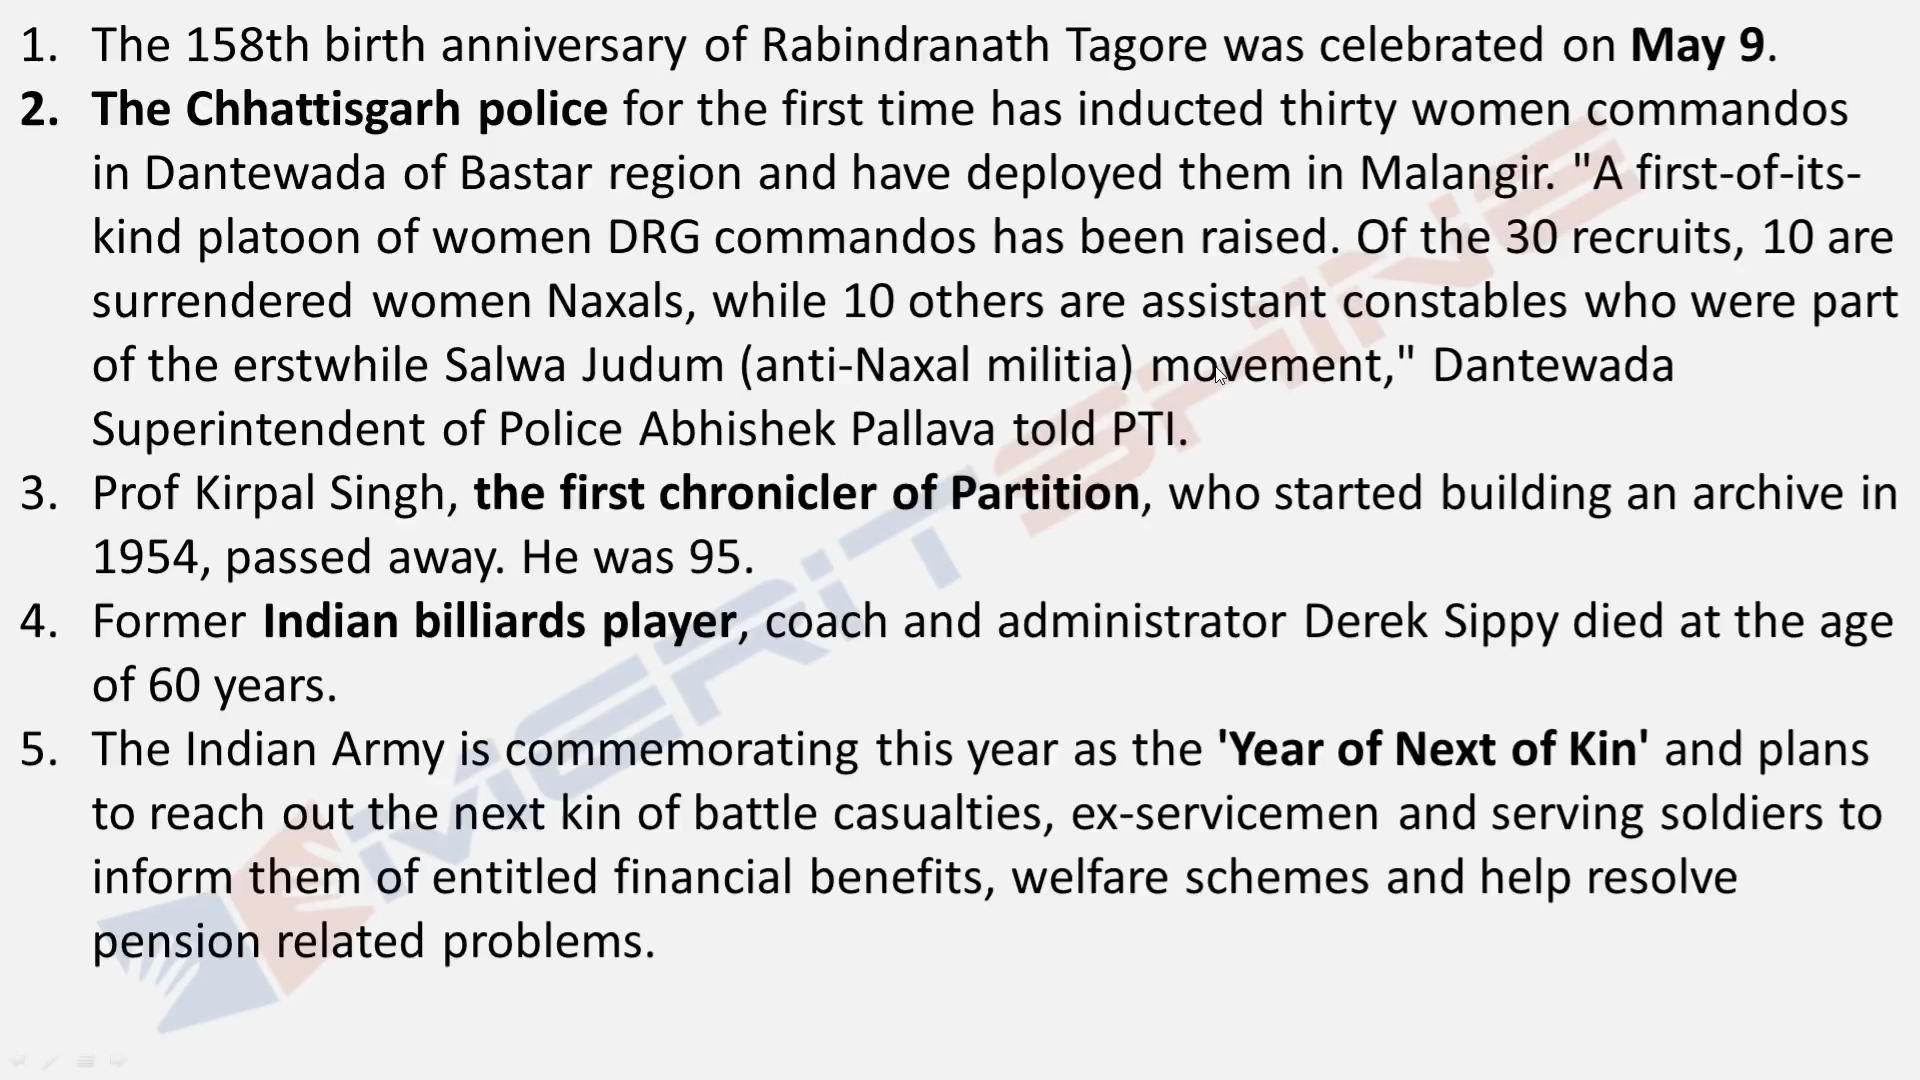 1. The 158th birth anniversary of Rabindranath Tagore was celebrated on May 9.
2. The Chhattisgarh police for the first time has inducted thirty women commandos
in Dantewada of Bastar region and have deployed them in Malangir. "A first-of-its-
kind platoon of women DRG commandos has been raised. Of the 30 recruits, 10 are
surrendered women Naxals, while 10 others are assistant constables who were part
of the erstwhile Salwa Judum (anti-Naxal militia) movement," Dantewada
Superintendent of Police Abhishek Pallava told PTI.
3. Prof Kirpal Singh, the first chronicler of Partition, who started building an archive in
1954, passed away. He was 95.
4. Former Indian billiards player, coach and administrator Derek Sippy died at the age
of 60 years.
5. The Indian Army is commemorating this year as the 'Year of Next of Kin' and plans
to reach out the next kin of battle casualties, ex-servicemen and serving soldiers to
inform them of entitled financial benefits, welfare schemes and help resolve
pension related problems.
MERiT SPiINE